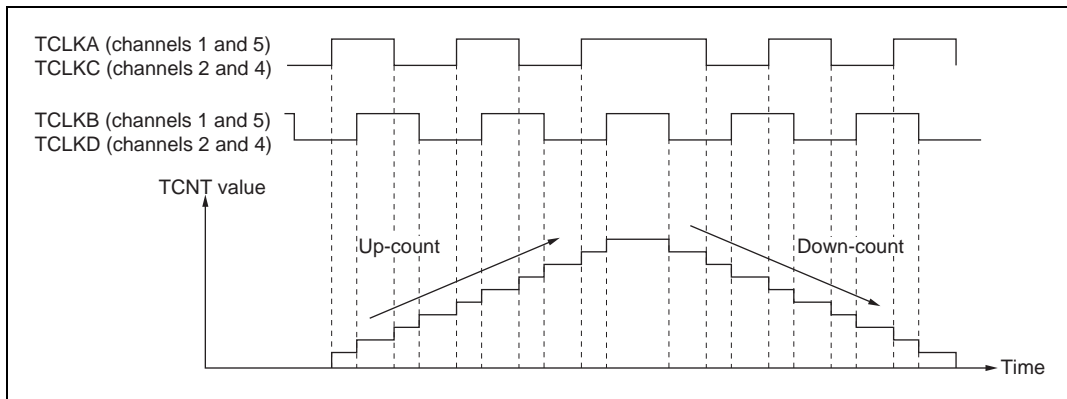 TCLKA (channels 1 and 5)
TCLKC (channels 2 and 4)
TCLKB (channels 1 and 5)
TCLKD (channels 2 and 4)
TCNT value
Up-count
Down-count
Time